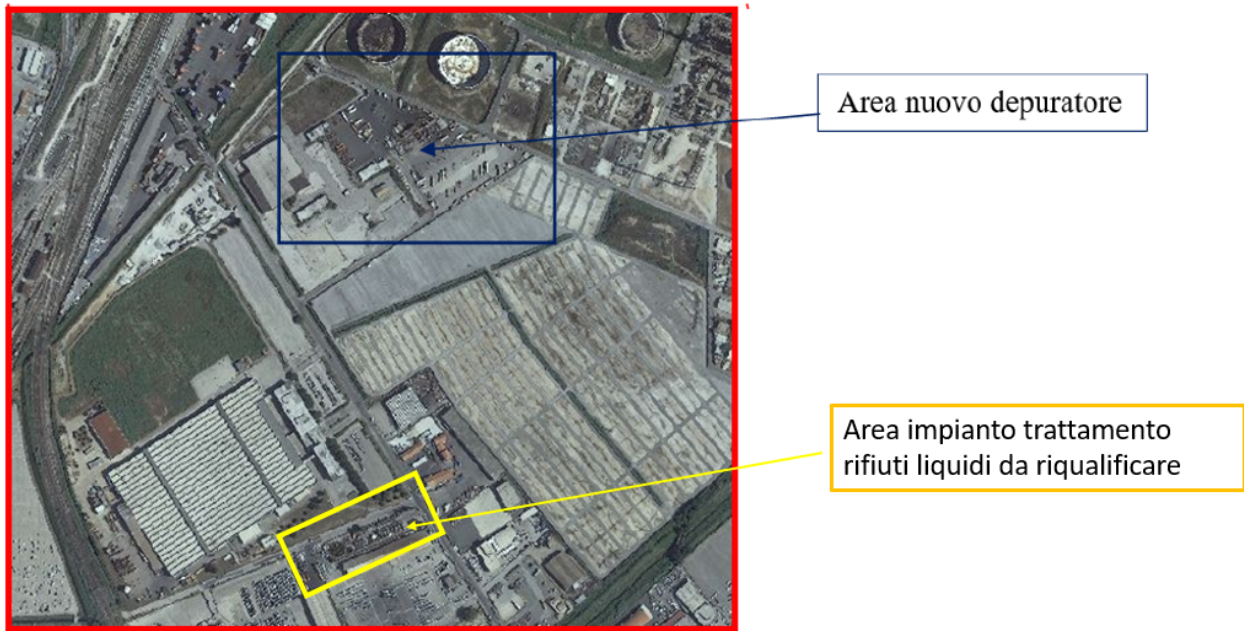 Area nuovo depuratore
Area impianto trattamento
rifiuti liquidi da riqualificare